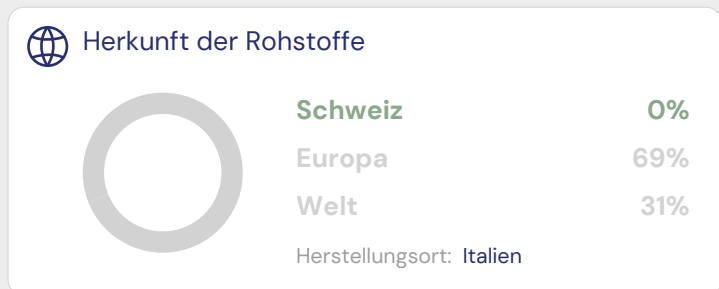 Herkunft der Rohstoffe
Schweiz 0%
Europa 69%
Welt 31%
Herstellungsort: Italien